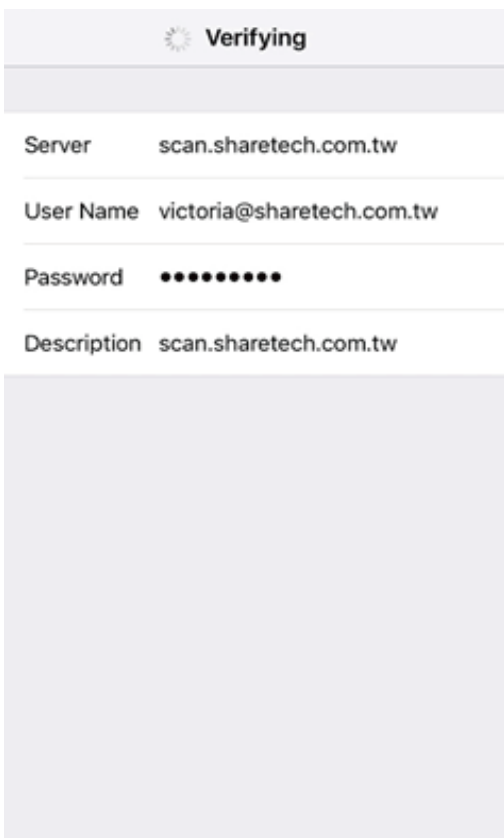 Verifying
Server scan.sharetech.com.tw
User Name victoria@sharetech.com.tw
Password •••••••••
Description scan.sharetech.com.tw